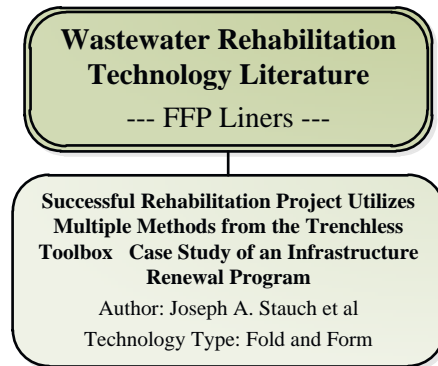 Wastewater Rehabilitation
Technology Literature
--- FFP Liners ---
Successful Rehabilitation Project Utilizes
Multiple Methods from the Trenchless
Toolbox   Case Study of an Infrastructure
Renewal Program
Author: Joseph A. Stauch et al
Technology Type: Fold and Form